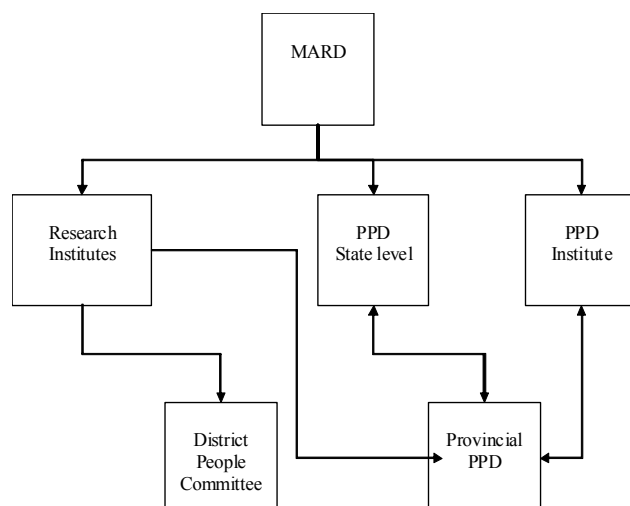 MARD
Research
Institutes
PPD
State level
PPD
Institute
District
People
Committee
Provincial
PPD